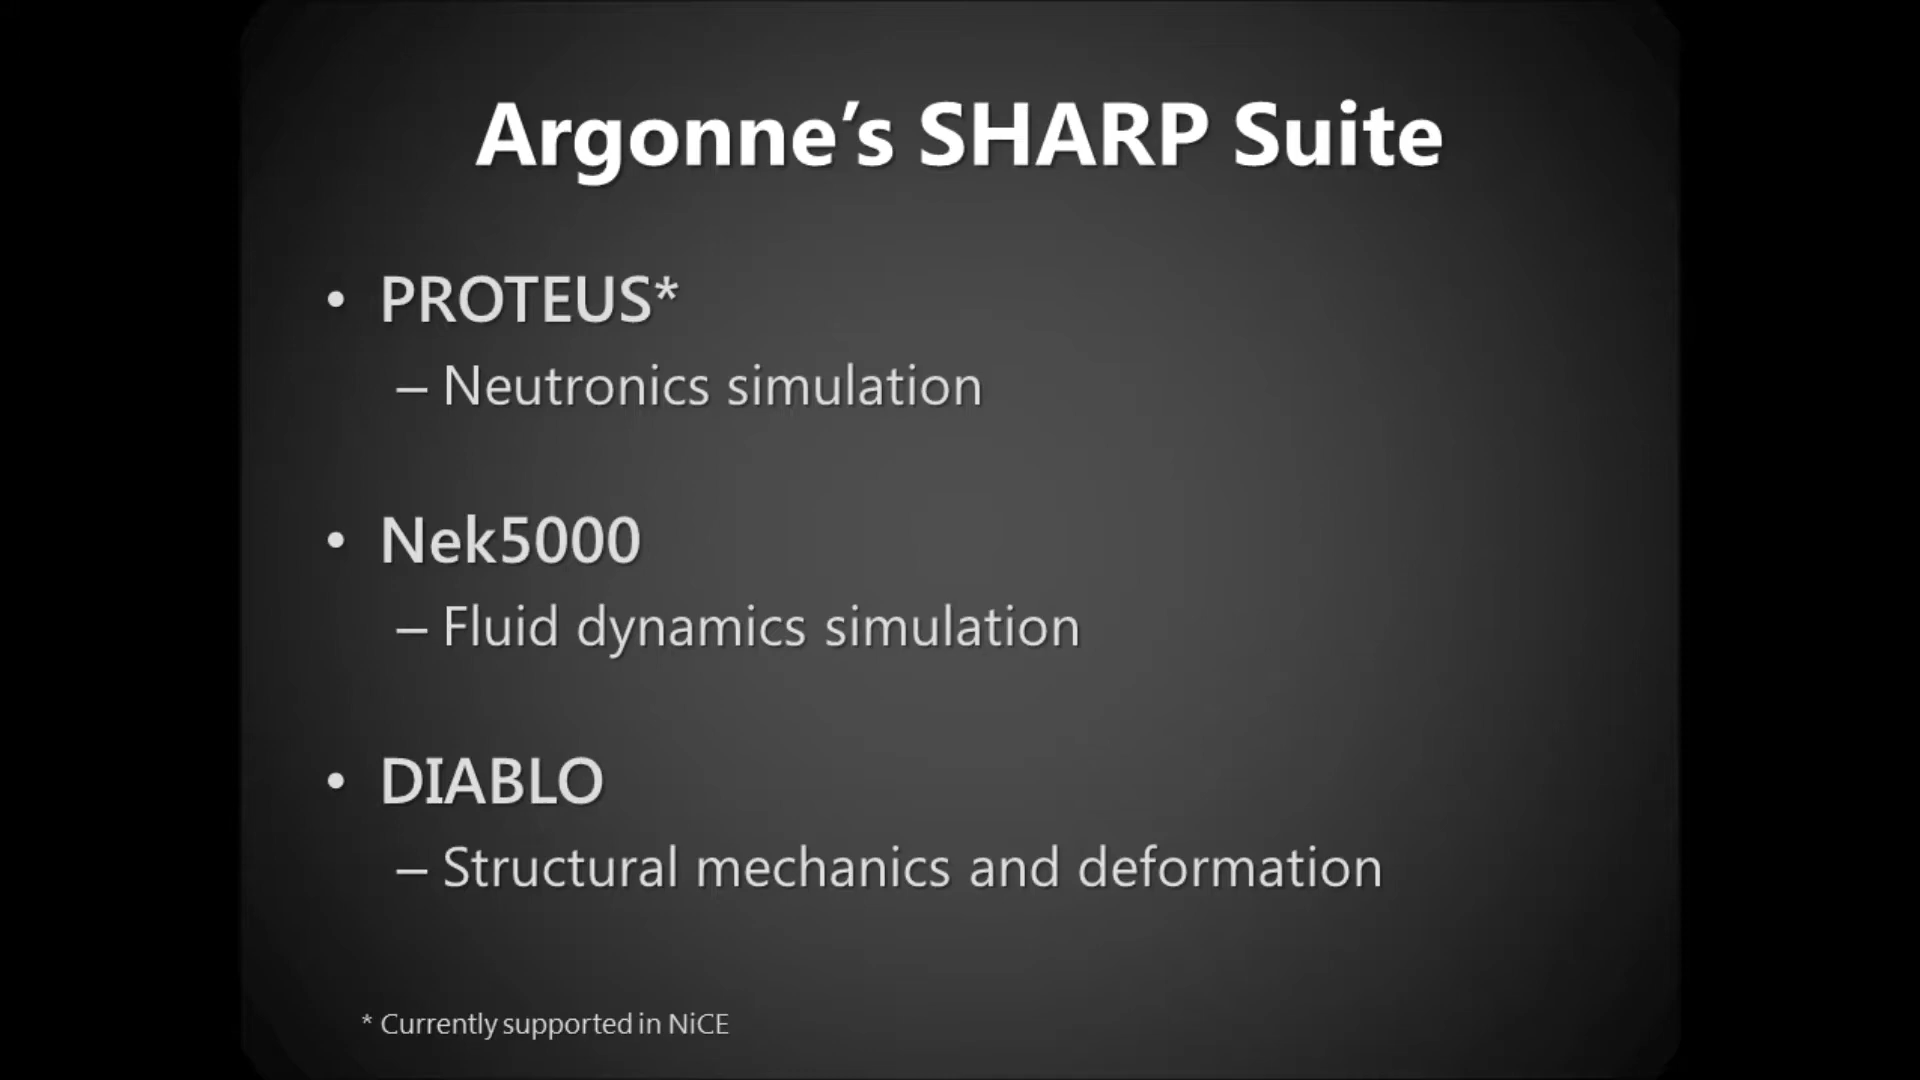 Argonne’s SHARP Suite
• PROTEUS*
– Neutronics simulation
• Nek5000
– Fluid dynamics simulation
• DIABLO
– Structural mechanics and deformation
* Currently supported in NiCE